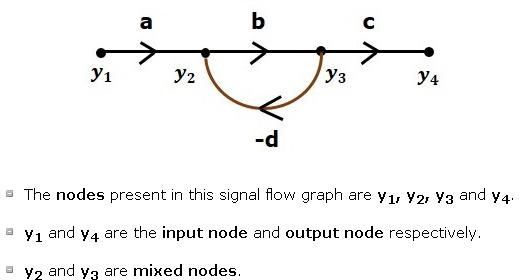 a b c
y₁ y₂ y₃ y₄
-d
The nodes present in this signal flow graph are y₁, y₂, y₃ and y₄.
y₁ and y₄ are the input node and output node respectively.
y₂ and y₃ are mixed nodes.